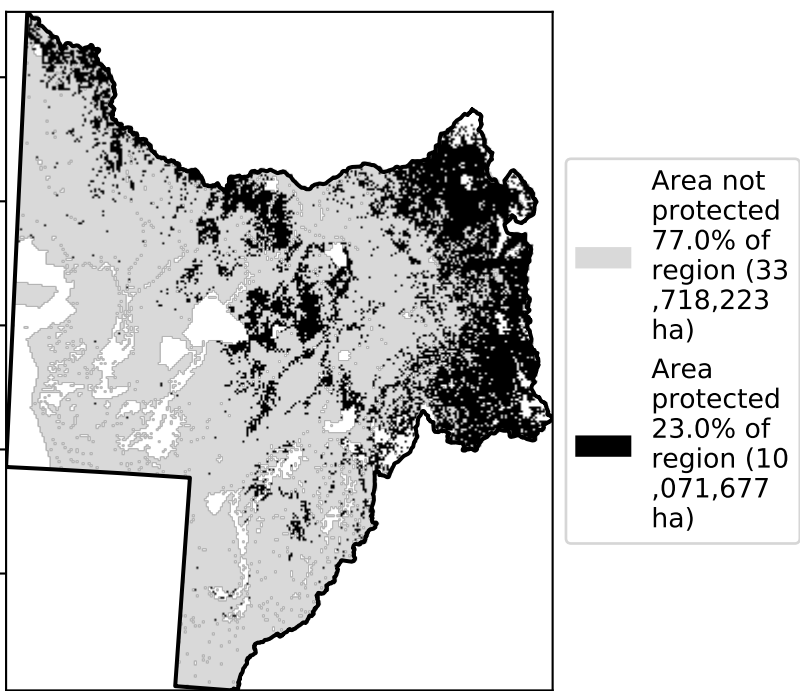 Area not
protected
77.0% of
region (33
,718,223
ha)
Area
protected
23.0% of
region (10
,071,677
ha)